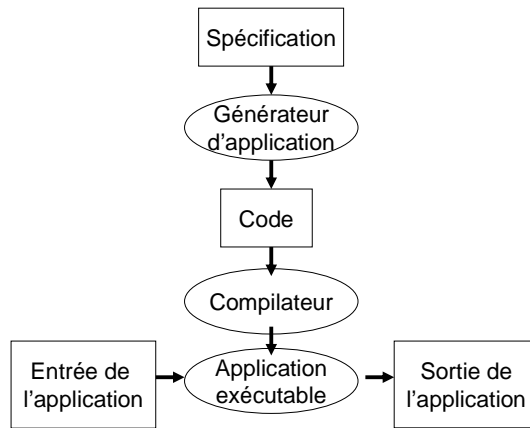 Spécification
Générateur
d'application
Code
Compilateur
Entrée de
l'application
Application
exécutable
Sortie de
l'application